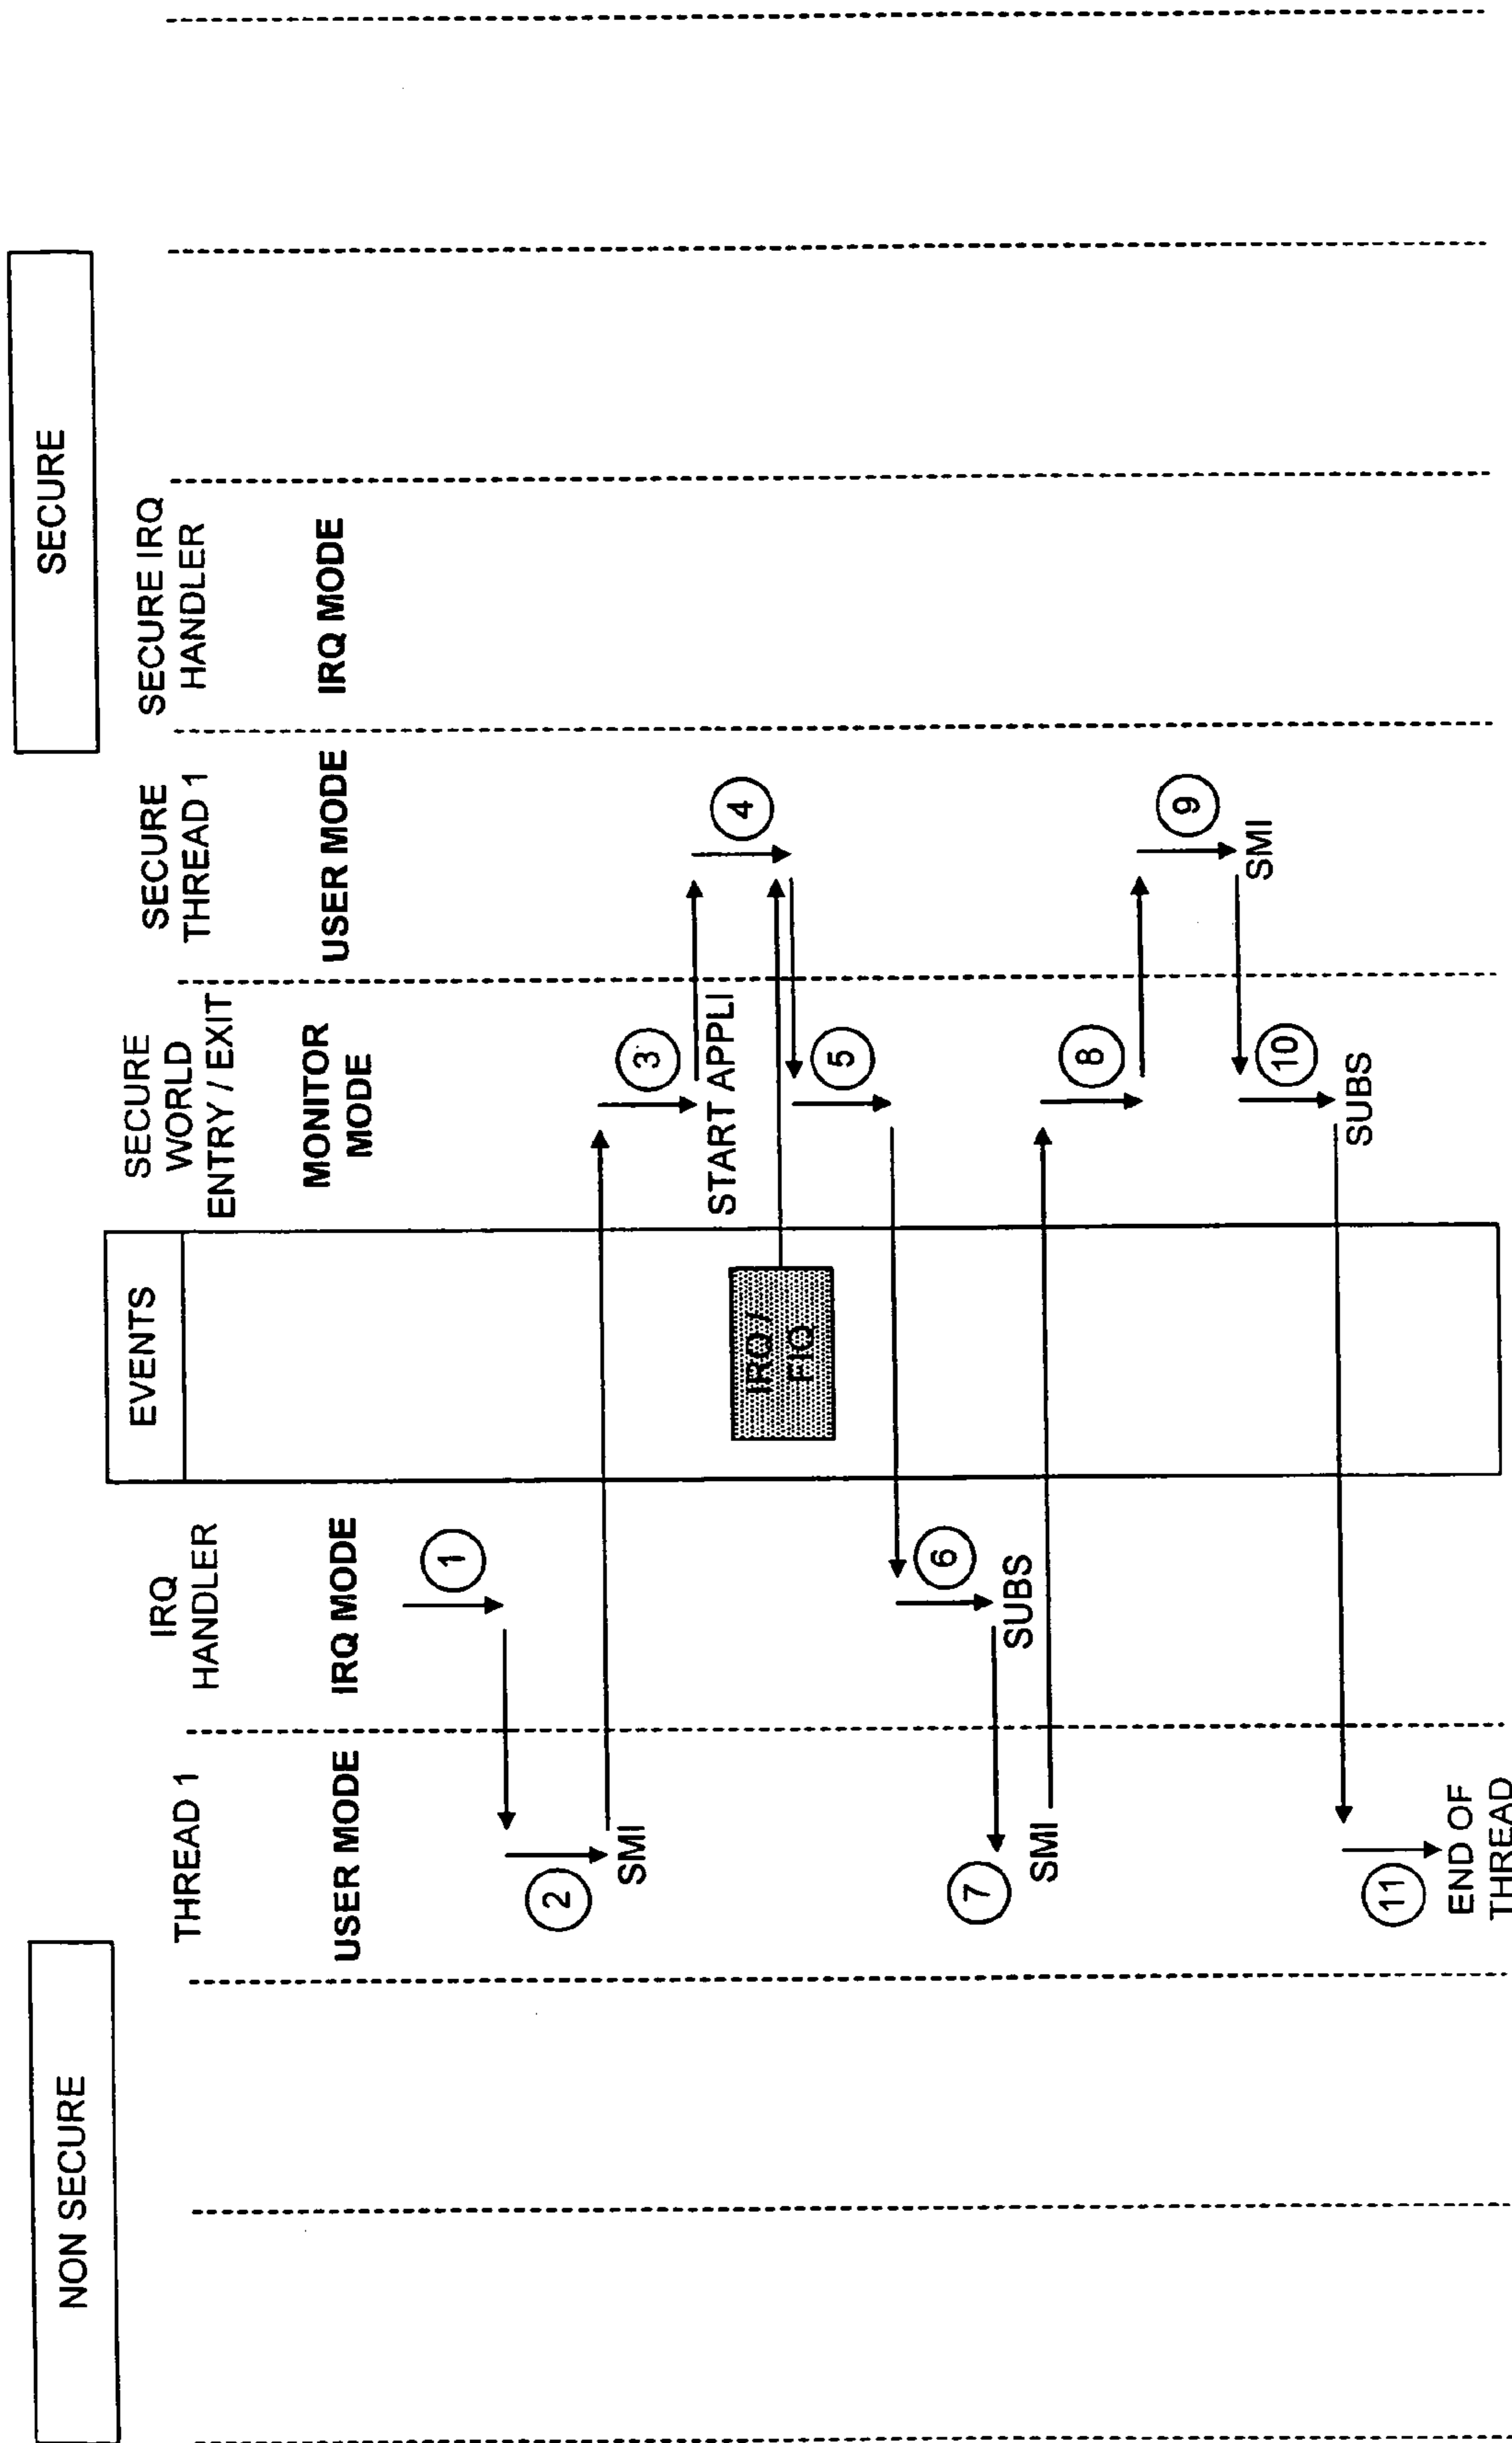 NON SECURE
SECURE
THREAD 1
USER MODE
IRQ
HANDLER
IRQ MODE
EVENTS
SECURE
WORLD
ENTRY / EXIT
MONITOR
MODE
SECURE
THREAD 1
USER MODE
SECURE IRQ
HANDLER
IRQ MODE
1
2
SMI
3
START APPLI
4
IRQ /
FIQ
5
6
SUBS
7
SMI
8
9
SMI
10
SUBS
11
END OF
THREAD